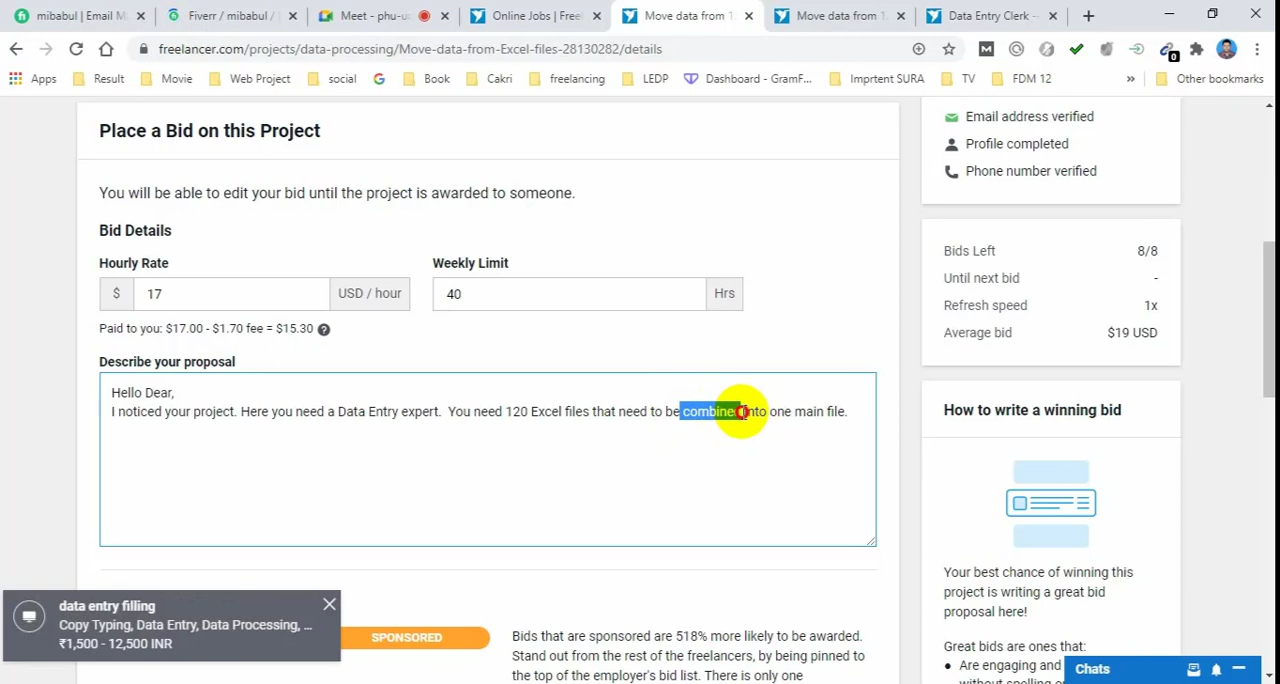 mibabul | Email M
Fiverr / mibabul /
Meet - phu-u
Online Jobs | Free
Move data from 1
Move data from 1
Data Entry Clerk -
freelancer.com/projects/data-processing/Move-data-from-Excel-files-28130282/details
Apps
Result
Movie
Web Project
social
Book
Cakri
freelancing
LEDP
Dashboard - GramF...
Imprtent SURA
TV
FDM 12
»
Other bookmarks
Place a Bid on this Project
You will be able to edit your bid until the project is awarded to someone.
Bid Details
Hourly Rate
Weekly Limit
$ 17 USD / hour
40 Hrs
Paid to you: $17.00 - $1.70 fee = $15.30
Describe your proposal
Hello Dear,
I noticed your project. Here you need a Data Entry expert.  You need 120 Excel files that need to be combined into one main file.
SPONSORED
Bids that are sponsored are 518% more likely to be awarded.
Stand out from the rest of the freelancers, by being pinned to
the top of the employer's bid list. There is only one
data entry filling
Copy Typing, Data Entry, Data Processing, ...
₹1,500 - 12,500 INR
Email address verified
Profile completed
Phone number verified
Bids Left 8/8
Until next bid -
Refresh speed 1x
Average bid $19 USD
How to write a winning bid
Your best chance of winning this
project is writing a great bid
proposal here!
Great bids are ones that:
Are engaging and
Chats